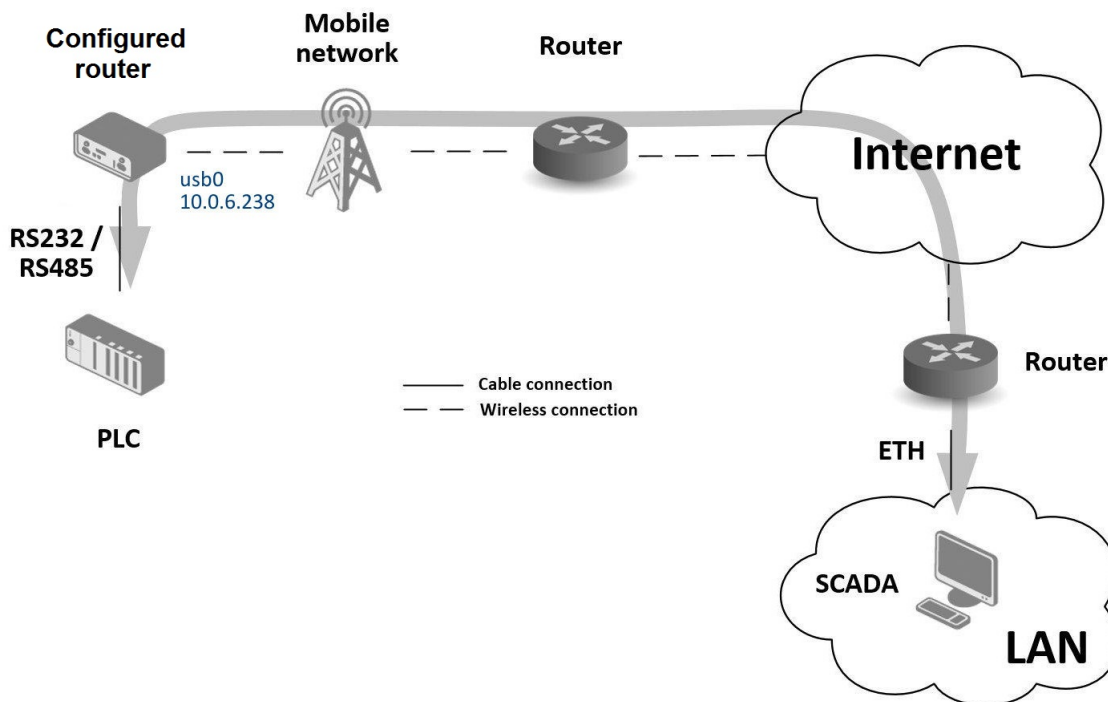 Configured
router
Mobile
network
Router
Internet
usb0
10.0.6.238
RS232 /
RS485
Router
Cable connection
Wireless connection
PLC
ETH
SCADA
LAN